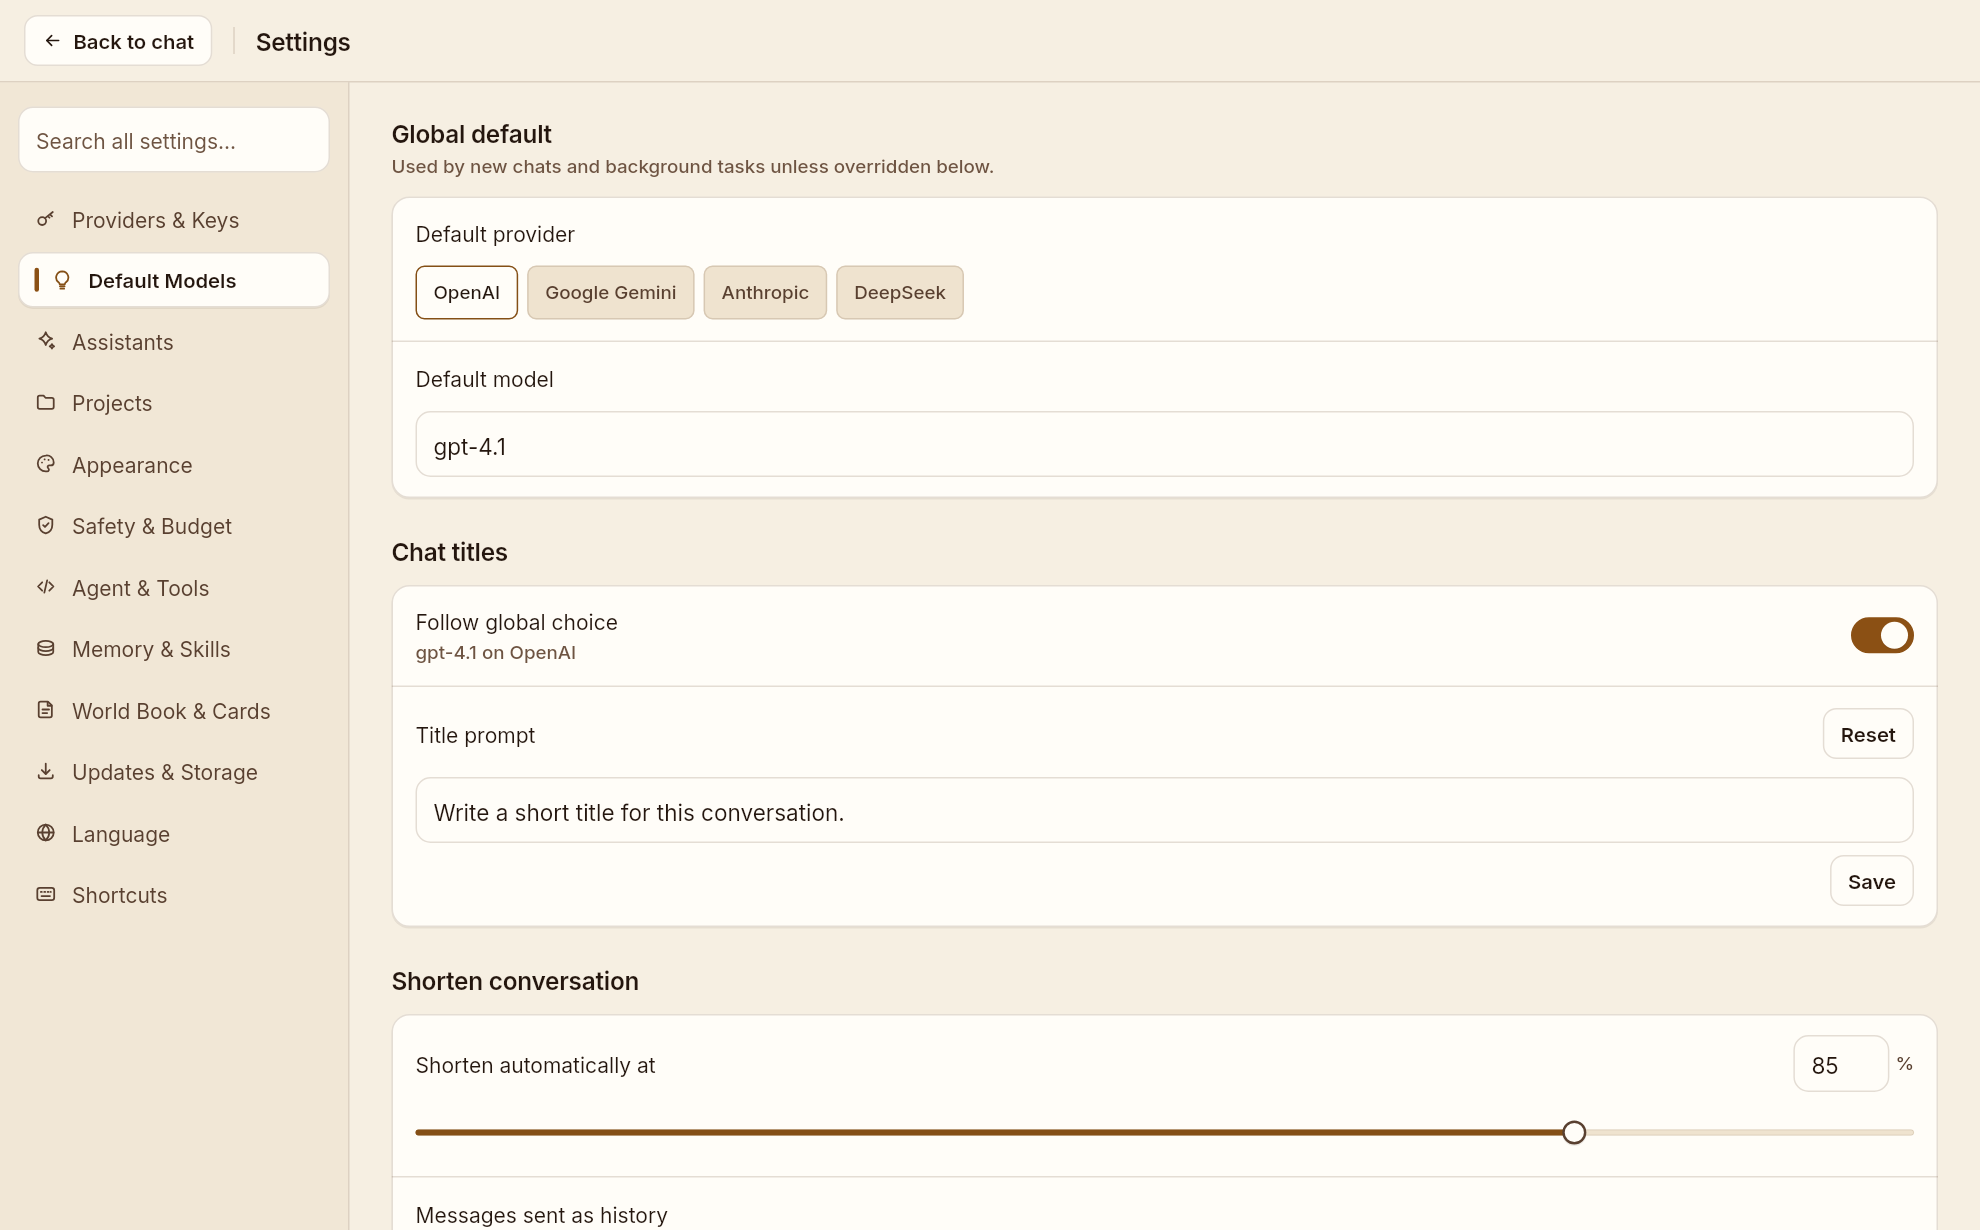 Back to chat
Settings
Search all settings...
Providers & Keys
Default Models
Assistants
Projects
Appearance
Safety & Budget
Agent & Tools
Memory & Skills
World Book & Cards
Updates & Storage
Language
Shortcuts
Global default
Used by new chats and background tasks unless overridden below.
Default provider
OpenAI
Google Gemini
Anthropic
DeepSeek
Default model
gpt-4.1
Chat titles
Follow global choice
gpt-4.1 on OpenAI
Title prompt
Reset
Write a short title for this conversation.
Save
Shorten conversation
Shorten automatically at
85
%
Messages sent as history